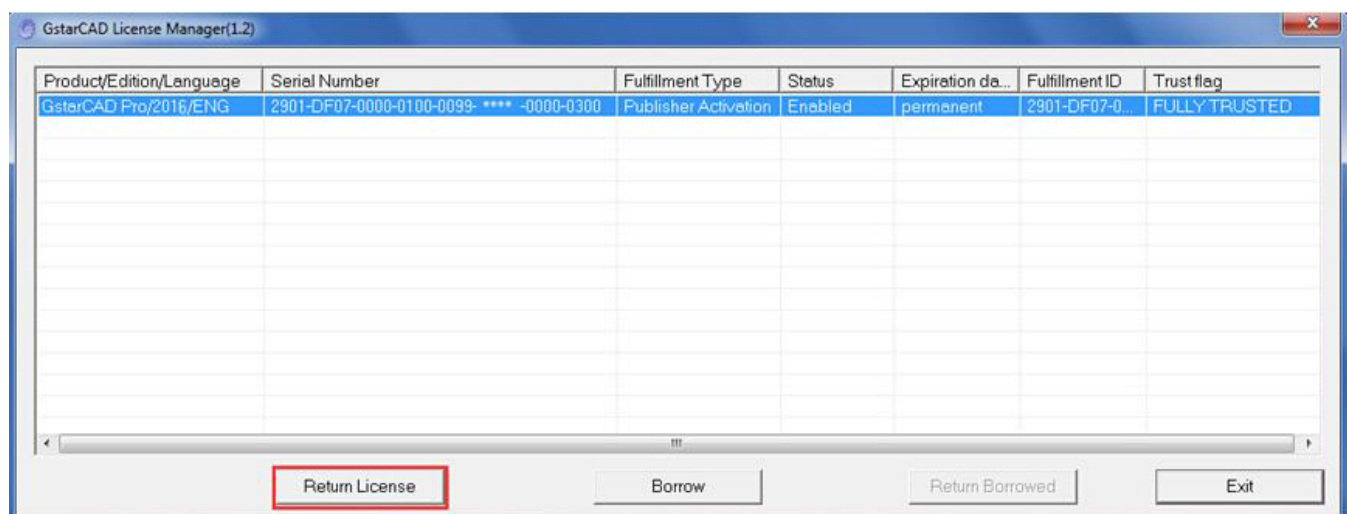 GstarCAD License Manager(1.2)
Product/Edition/Language Serial Number Fulfillment Type Status Expiration da... Fulfillment ID Trust flag
GstarCAD Pro/2016/ENG 2901-DF07-0000-0100-0099- **** -0000-0300 Publisher Activation Enabled permanent 2901-DF07-0... FULLY TRUSTED
Return License Borrow Return Borrowed Exit